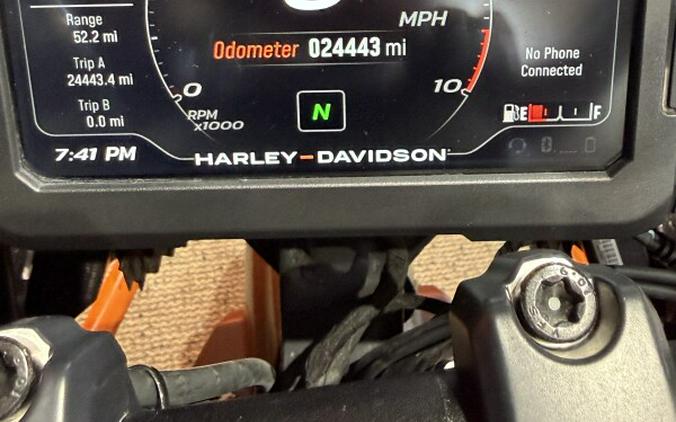 Range
52.2 mi
MPH
Odometer 024443 mi
No Phone
Connected
Trip A
24443.4 mi
0
10
RPM
x1000
N
E F
Trip B
0.0 mi
7:41 PM
HARLEY-DAVIDSON